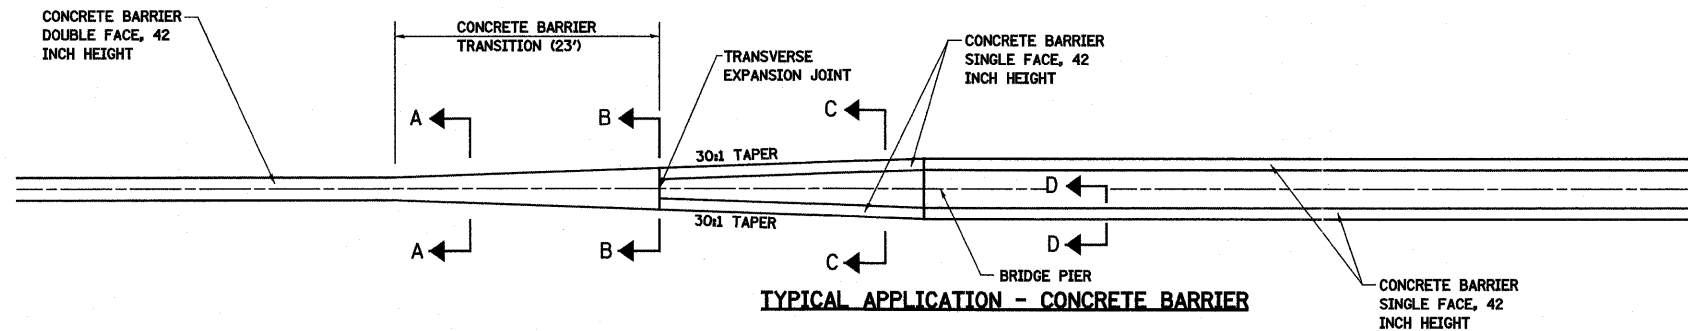 CONCRETE BARRIER
DOUBLE FACE, 42
INCH HEIGHT
CONCRETE BARRIER
TRANSITION (23')
TRANSVERSE
EXPANSION JOINT
CONCRETE BARRIER
SINGLE FACE, 42
INCH HEIGHT
A
B
C
30:1 TAPER
D
30:1 TAPER
A
B
C
D
BRIDGE PIER
TYPICAL APPLICATION - CONCRETE BARRIER
CONCRETE BARRIER
SINGLE FACE, 42
INCH HEIGHT